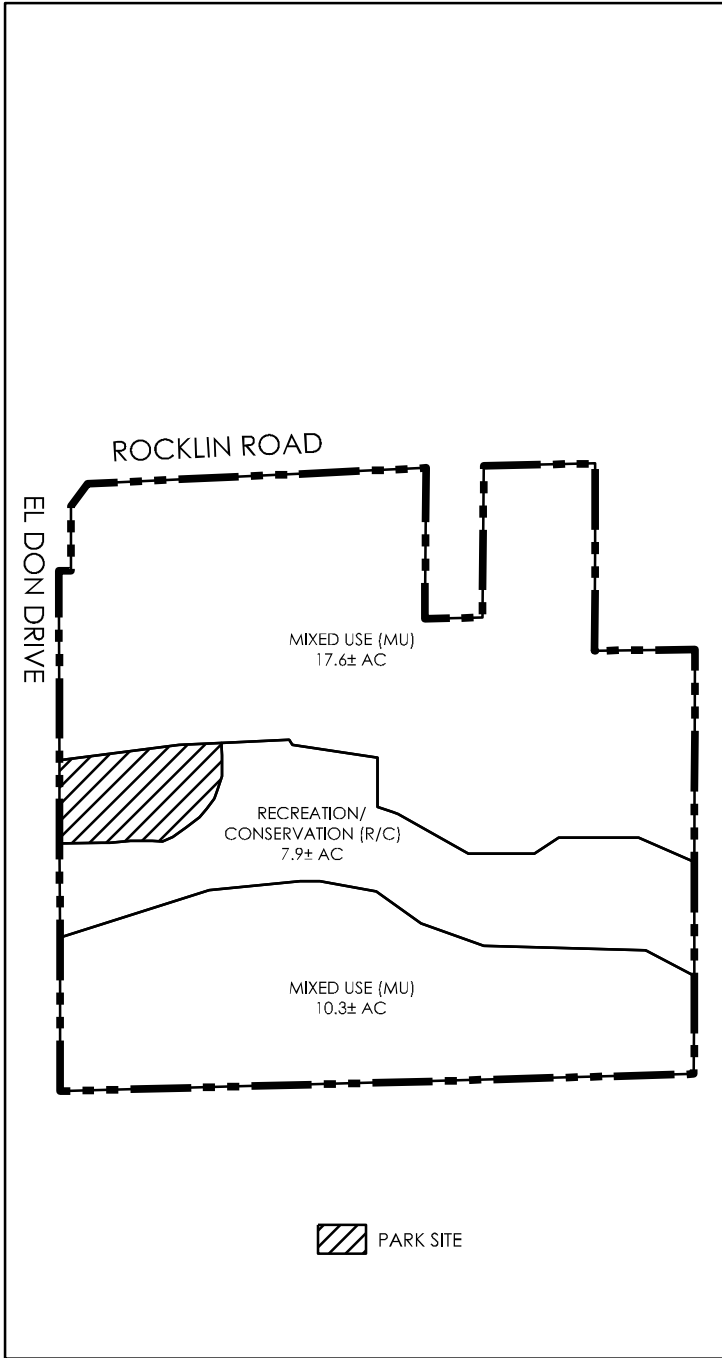 ROCKLIN ROAD
EL DON DRIVE
MIXED USE (MU)
17.6± AC
RECREATION/
CONSERVATION (R/C)
7.9± AC
MIXED USE (MU)
10.3± AC
PARK SITE